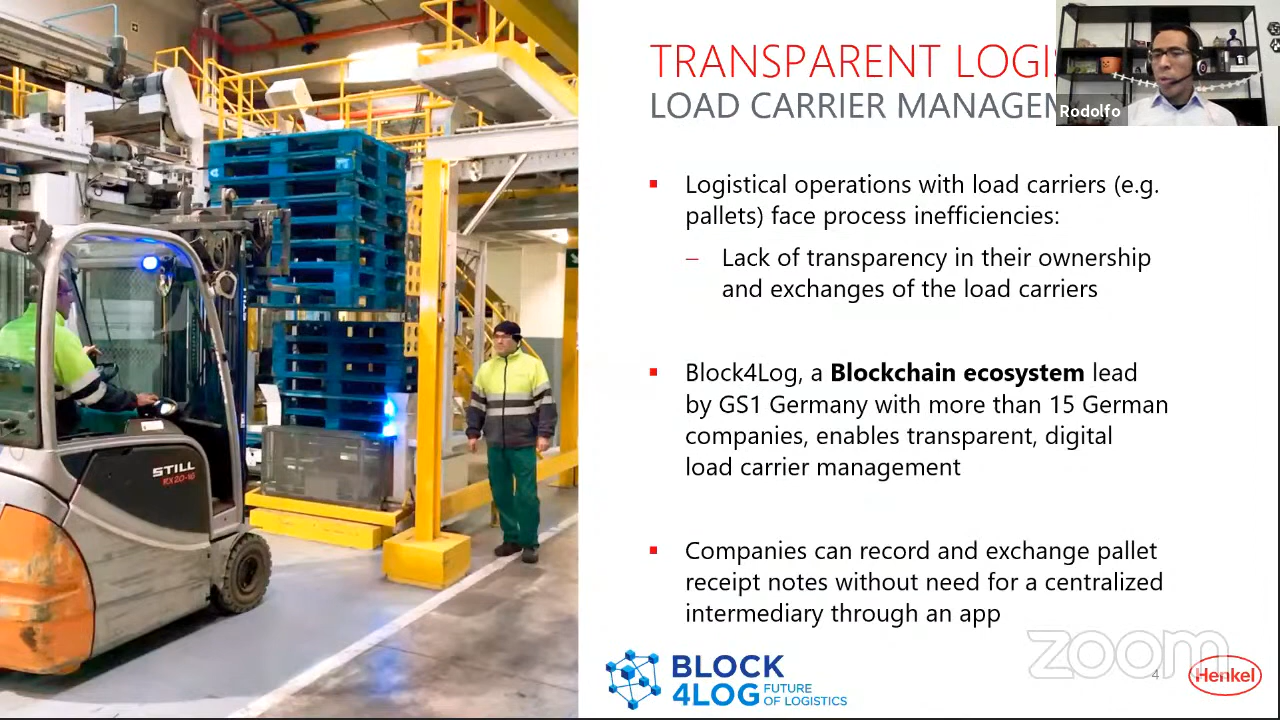 TRANSPARENT LOGI
LOAD CARRIER MANAGEM
Rodolfo
▪ Logistical operations with load carriers (e.g.
pallets) face process inefficiencies:
– Lack of transparency in their ownership
and exchanges of the load carriers
▪ Block4Log, a Blockchain ecosystem lead
by GS1 Germany with more than 15 German
companies, enables transparent, digital
load carrier management
▪ Companies can record and exchange pallet
receipt notes without need for a centralized
intermediary through an app
STILL
RX 20-16
BLOCK
4LOG FUTURE
OF LOGISTICS
zoom
4
Henkel